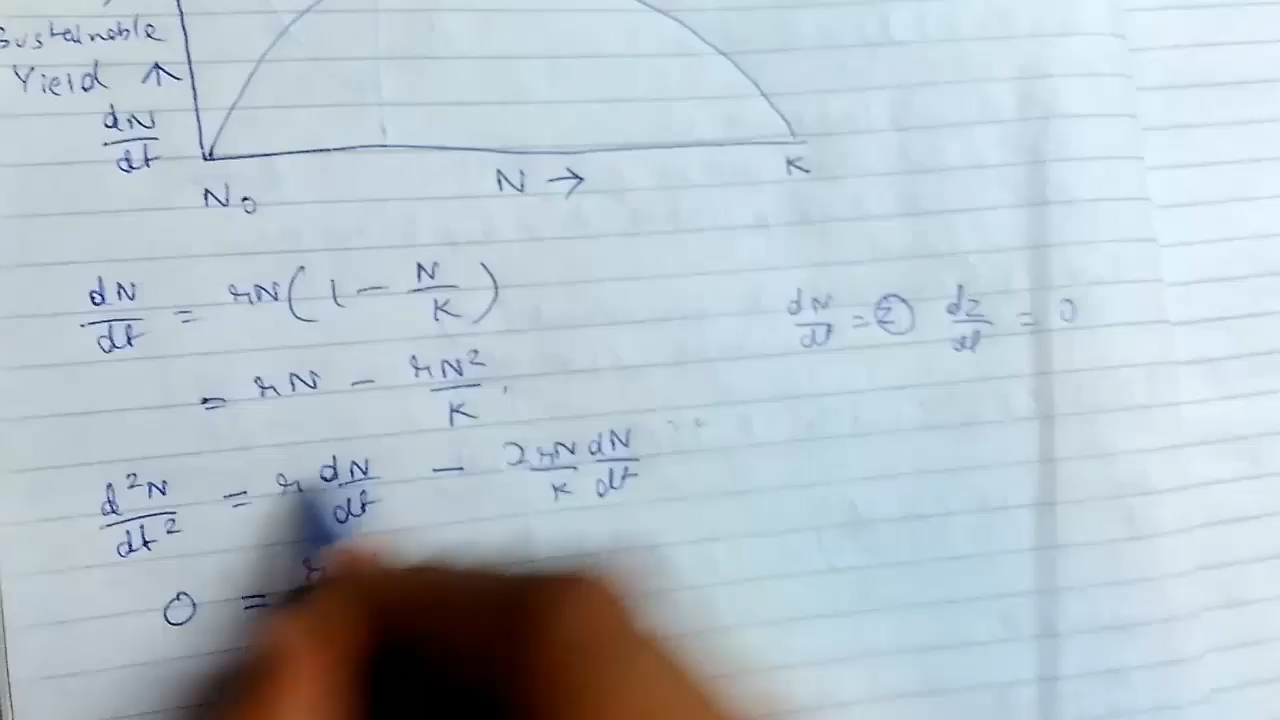 Sustainable
Yield ↑
dN/dt
N₀ N → K
dN/dt = rN(1 - N/K)
dN/dt = Z dz/dt = 0
= rN - rN²/K
d²N/dt² = r dN/dt - 2rN/K dN/dt
0 = r